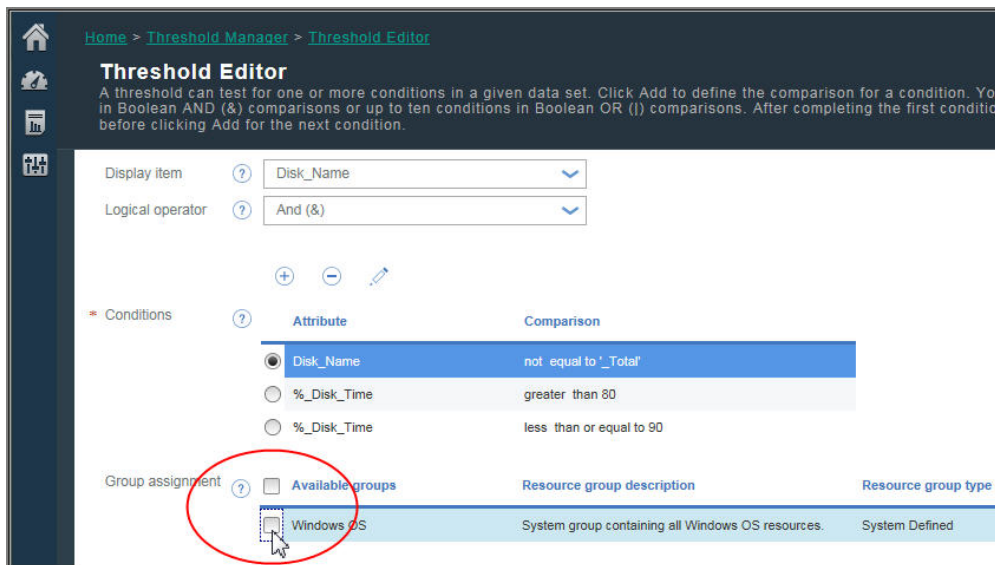 Home > Threshold Manager > Threshold Editor
Threshold Editor
A threshold can test for one or more conditions in a given data set. Click Add to define the comparison for a condition. Yo
in Boolean AND (&) comparisons or up to ten conditions in Boolean OR (|) comparisons. After completing the first conditio
before clicking Add for the next condition.
Display item ? Disk_Name
Logical operator ? And (&)
* Conditions ? Attribute Comparison
Disk_Name not equal to '_Total'
%_Disk_Time greater than 80
%_Disk_Time less than or equal to 90
Group assignment ? Available groups Resource group description Resource group type
Windows OS System group containing all Windows OS resources. System Defined